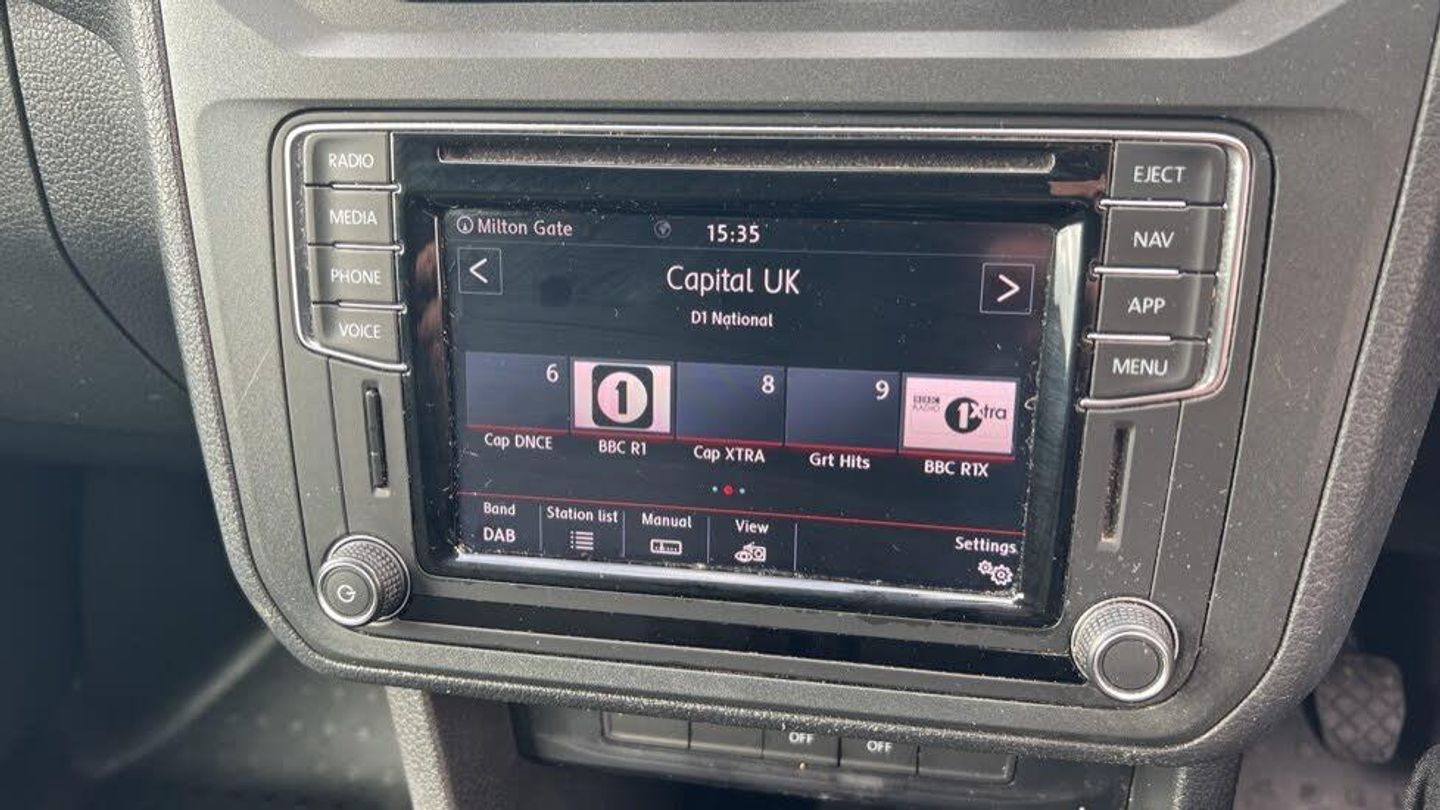 RADIO
MEDIA
PHONE
VOICE
EJECT
NAV
APP
MENU
Milton Gate
15:35
<
Capital UK
>
D1 National
6
1
8
9
BBC RADIO 1Xtra
Cap DNCE
BBC R1
Cap XTRA
Grt Hits
BBC R1X
Band
DAB
Station list
Manual
View
Settings
OFF
OFF